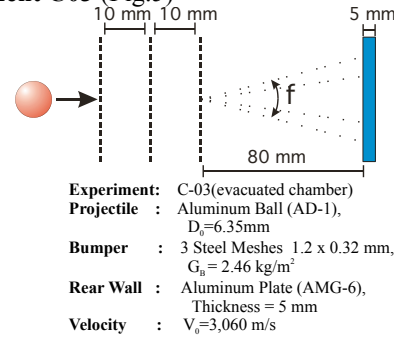 10 mm 10 mm 5 mm
f
80 mm
Experiment: C-03(evacuated chamber)
Projectile : Aluminum Ball (AD-1),
D₀=6.35mm
Bumper : 3 Steel Meshes 1.2 x 0.32 mm,
G_B = 2.46 kg/m²
Rear Wall : Aluminum Plate (AMG-6),
Thickness = 5 mm
Velocity : V₀=3,060 m/s